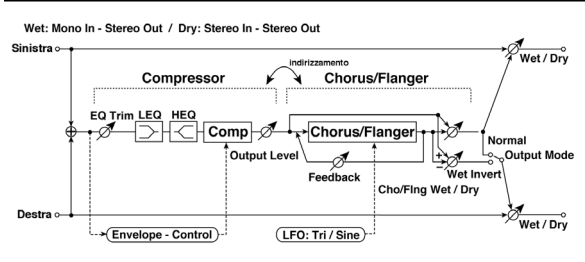 Wet: Mono In - Stereo Out / Dry: Stereo In - Stereo Out
Sinistra
Wet / Dry
indirizzamento
Compressor
Chorus/Flanger
EQ Trim
LEQ
HEQ
Comp
Chorus/Flanger
Normal
Output Level
Output Mode
+
−
Feedback
Wet Invert
Cho/Flng Wet / Dry
Destra
Wet / Dry
Envelope - Control
LFO: Tri / Sine